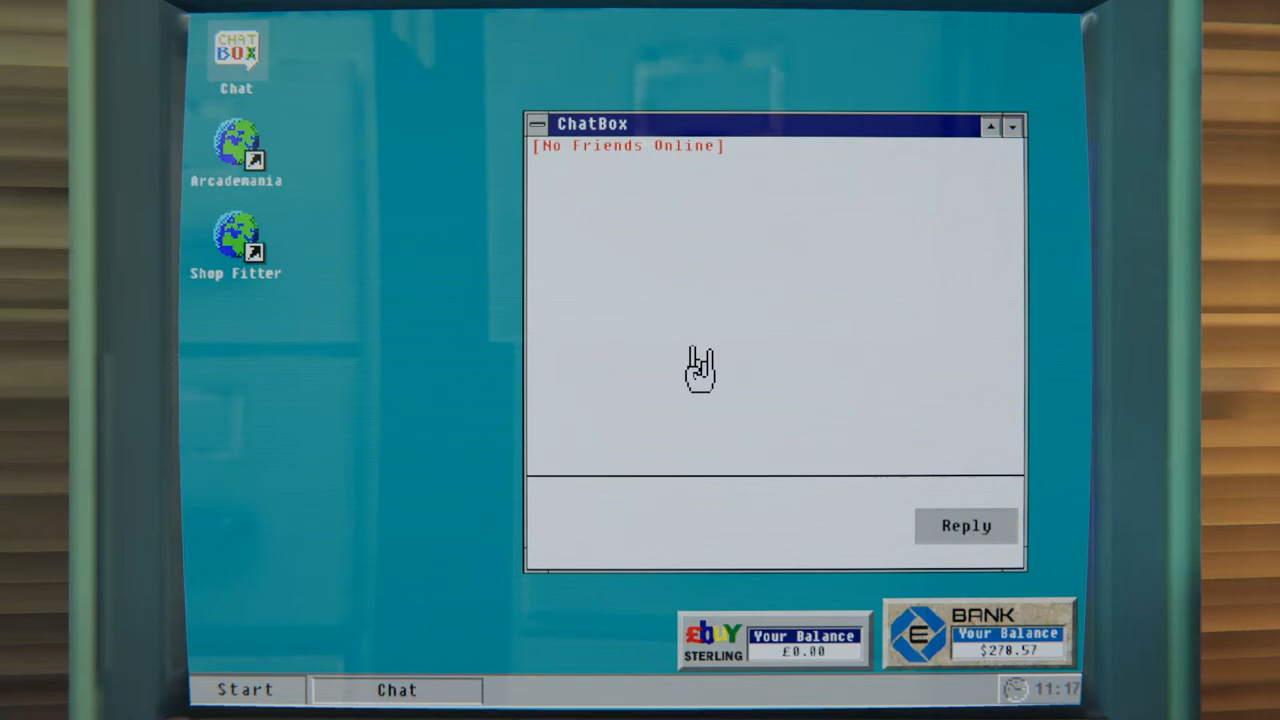 CHAT
BOX
Chat
Arcademania
Shop Fitter
ChatBox
[No Friends Online]
Reply
£buY
STERLING
Your Balance
£0.00
E
BANK
Your Balance
$278.57
Start
Chat
11:17